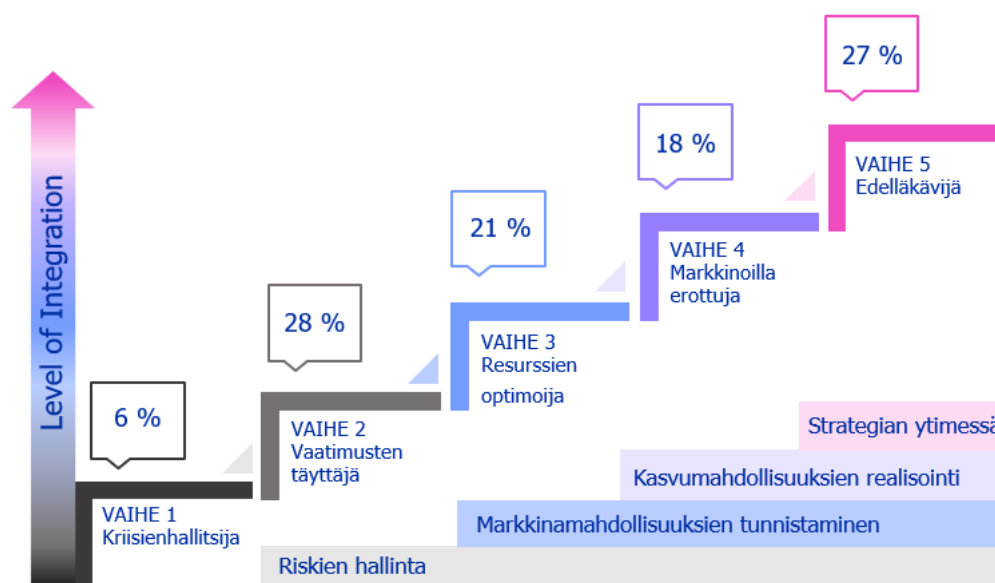 Level of Integration
6 %
VAIHE 1
Kriisienhallitsija
28 %
VAIHE 2
Vaatimusten
täyttäjä
21 %
VAIHE 3
Resurssien
optimoija
18 %
VAIHE 4
Markkinoilla
erottuja
27 %
VAIHE 5
Edelläkävijä
Strategian ytimessä
Kasvumahdollisuuksien realisointi
Markkinamahdollisuuksien tunnistaminen
Riskien hallinta